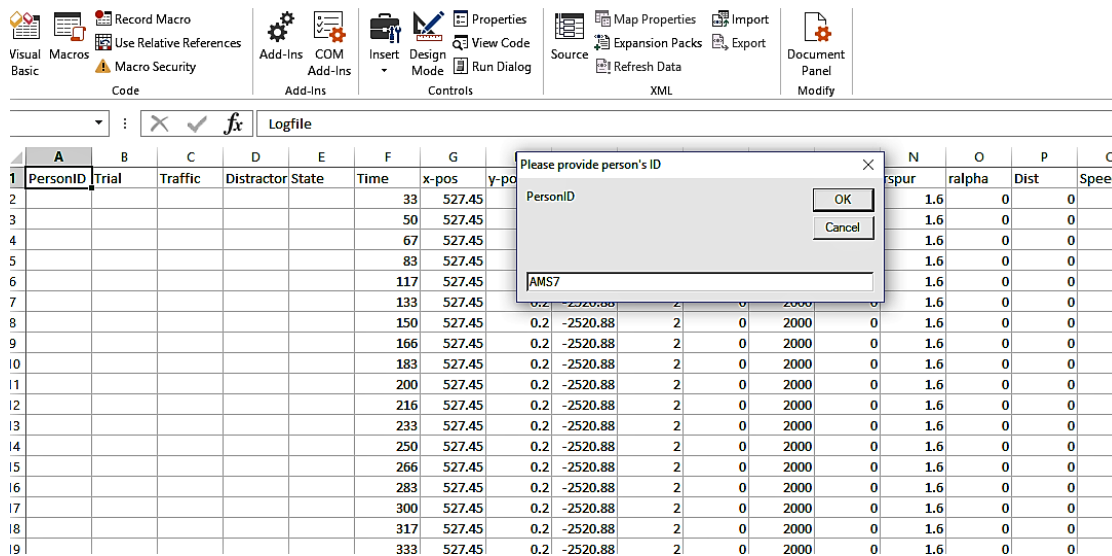 Record Macro
Use Relative References
Macro Security
Visual Basic
Macros
Code
Add-Ins
COM Add-Ins
Add-Ins
Insert
Design Mode
Properties
View Code
Run Dialog
Controls
Source
Map Properties
Expansion Packs
Refresh Data
Import
Export
XML
Document Panel
Modify
fx Logfile
A B C D E F G N O P
1 PersonID Trial Traffic Distractor State Time x-pos y-po rspur ralpha Dist Spee
2 33 527.45 1.6 0 0
3 50 527.45 1.6 0 0
4 67 527.45 1.6 0 0
5 83 527.45 1.6 0 0
6 117 527.45 1.6 0 0
7 133 527.45 0.2 -2520.88 2 0 2000 0 1.6 0 0
8 150 527.45 0.2 -2520.88 2 0 2000 0 1.6 0 0
9 166 527.45 0.2 -2520.88 2 0 2000 0 1.6 0 0
10 183 527.45 0.2 -2520.88 2 0 2000 0 1.6 0 0
11 200 527.45 0.2 -2520.88 2 0 2000 0 1.6 0 0
12 216 527.45 0.2 -2520.88 2 0 2000 0 1.6 0 0
13 233 527.45 0.2 -2520.88 2 0 2000 0 1.6 0 0
14 250 527.45 0.2 -2520.88 2 0 2000 0 1.6 0 0
15 266 527.45 0.2 -2520.88 2 0 2000 0 1.6 0 0
16 283 527.45 0.2 -2520.88 2 0 2000 0 1.6 0 0
17 300 527.45 0.2 -2520.88 2 0 2000 0 1.6 0 0
18 317 527.45 0.2 -2520.88 2 0 2000 0 1.6 0 0
19 333 527.45 0.2 -2520.88 2 0 2000 0 1.6 0 0
Please provide person's ID
PersonID
OK
Cancel
AMS7